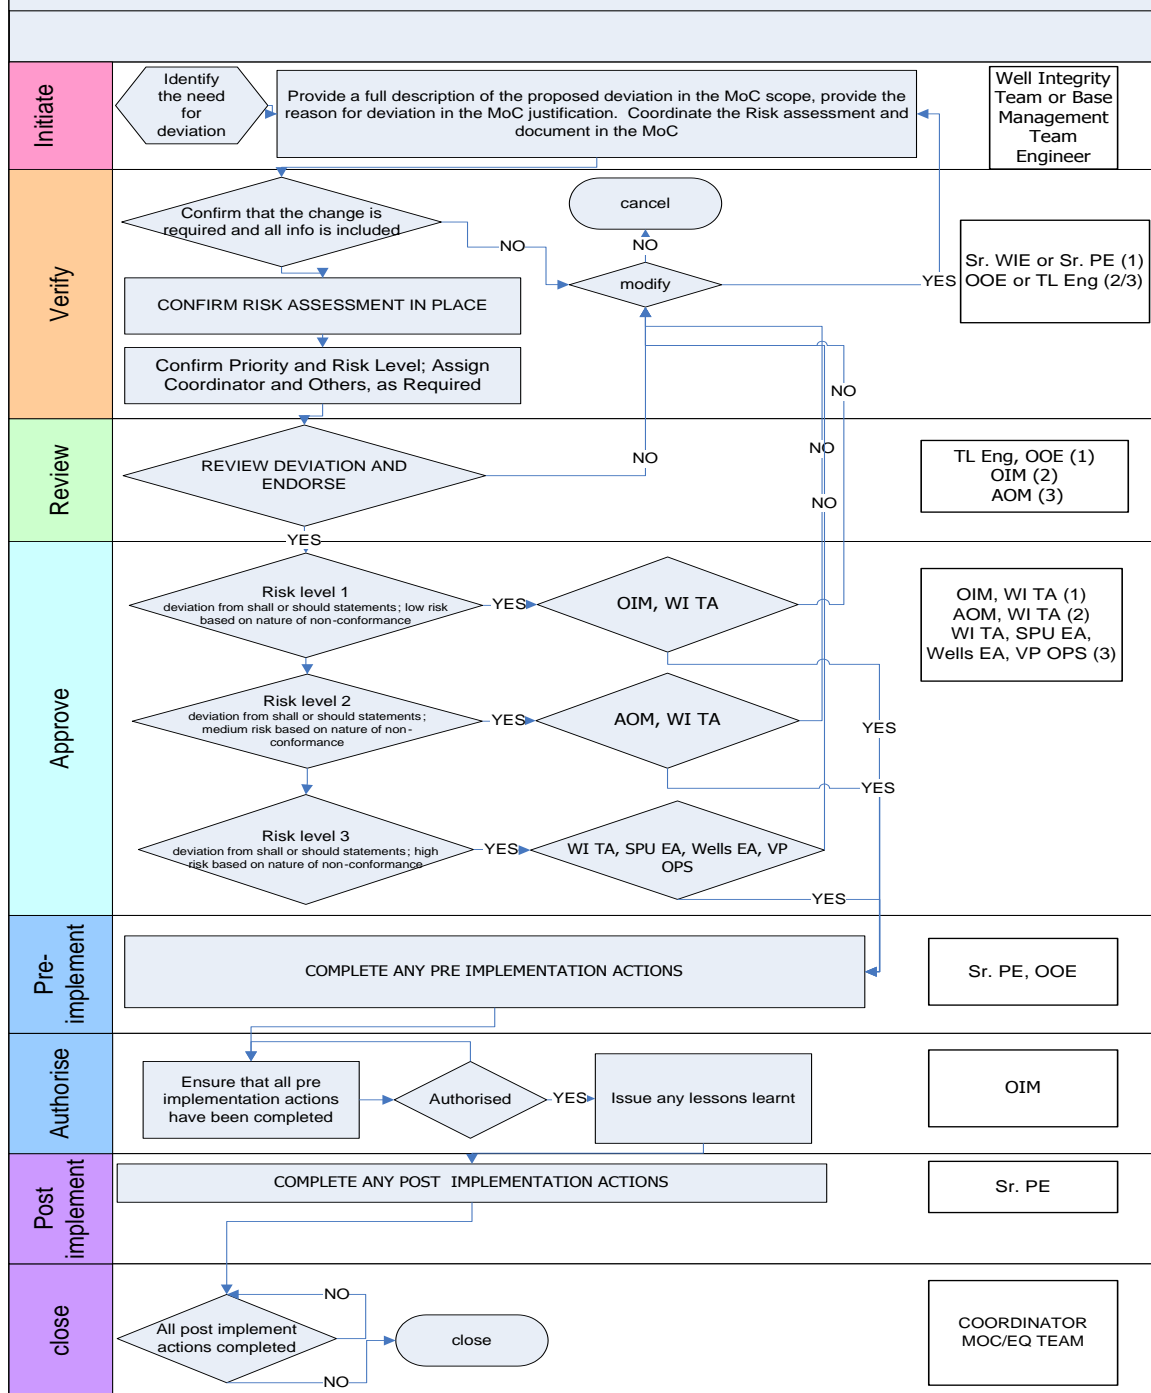 Initiate
Identify
the need
for
deviation
Provide a full description of the proposed deviation in the MoC scope, provide the
reason for deviation in the MoC justification. Coordinate the Risk assessment and
document in the MoC
Well Integrity
Team or Base
Management
Team
Engineer
Verify
Confirm that the change is
required and all info is included
NO
cancel
NO
modify
YES
Sr. WIE or Sr. PE (1)
OOE or TL Eng (2/3)
CONFIRM RISK ASSESSMENT IN PLACE
Confirm Priority and Risk Level; Assign
Coordinator and Others, as Required
NO
Review
REVIEW DEVIATION AND
ENDORSE
NO
NO
NO
TL Eng, OOE (1)
OIM (2)
AOM (3)
YES
Approve
Risk level 1
deviation from shall or should statements; low risk
based on nature of non-conformance
YES
OIM, WI TA
OIM, WI TA (1)
AOM, WI TA (2)
WI TA, SPU EA,
Wells EA, VP OPS (3)
Risk level 2
deviation from shall or should statements;
medium risk based on nature of non-
conformance
YES
AOM, WI TA
YES
YES
Risk level 3
deviation from shall or should statements; high
risk based on nature of non-conformance
YES
WI TA, SPU EA, Wells EA, VP
OPS
YES
Pre-
implement
COMPLETE ANY PRE IMPLEMENTATION ACTIONS
Sr. PE, OOE
Authorise
Ensure that all pre
implementation actions
have been completed
Authorised
YES
Issue any lessons learnt
OIM
Post
implement
COMPLETE ANY POST IMPLEMENTATION ACTIONS
Sr. PE
close
All post implement
actions completed
NO
NO
close
COORDINATOR
MOC/EQ TEAM